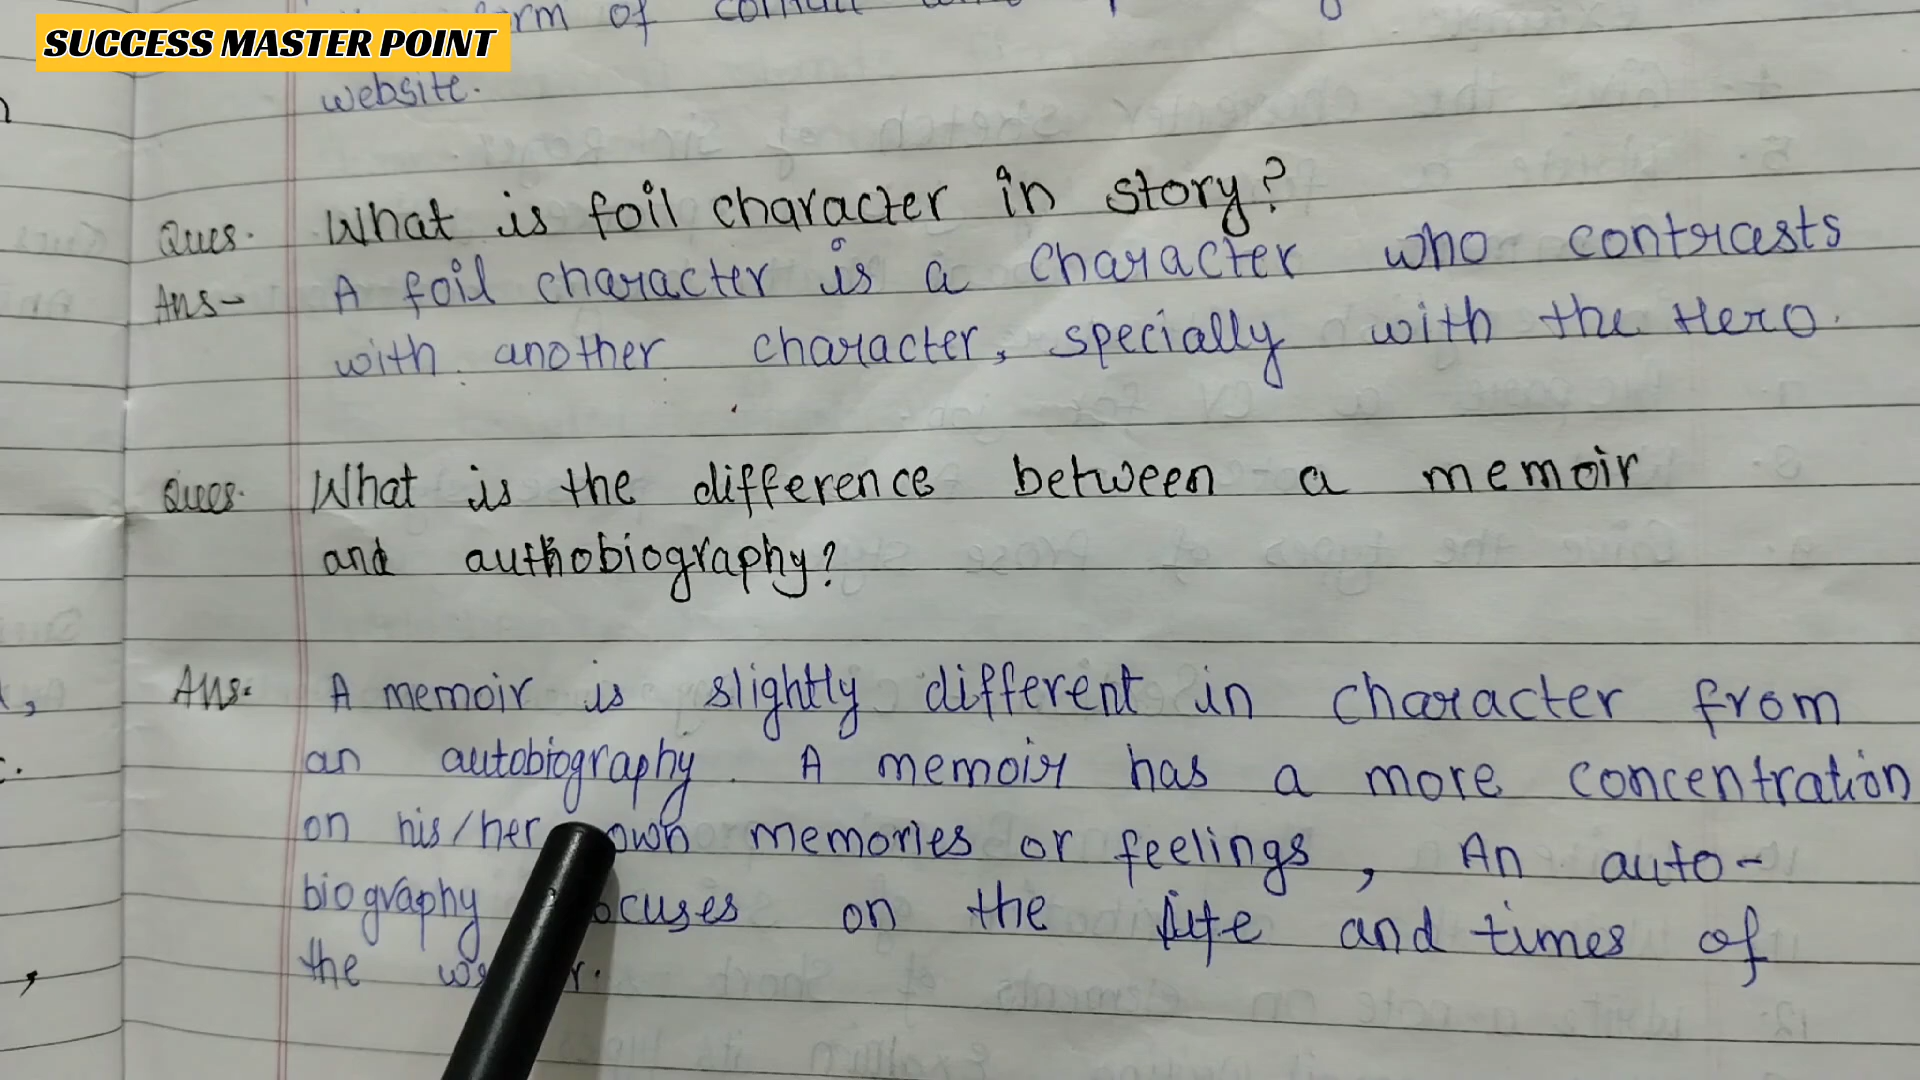 SUCCESS MASTER POINT
of
website.
Ques. What is foil character in story?
Ans- A foil character is a character who contrasts
with another character, specially with the Hero.
Ques. What is the difference between a memoir
and authobiography?
Ans. A memoir is slightly different in character from
an autobiography. A memoir has a more concentration
on his/her own memories or feelings, An auto-
biography ocuses on the life and times of
the